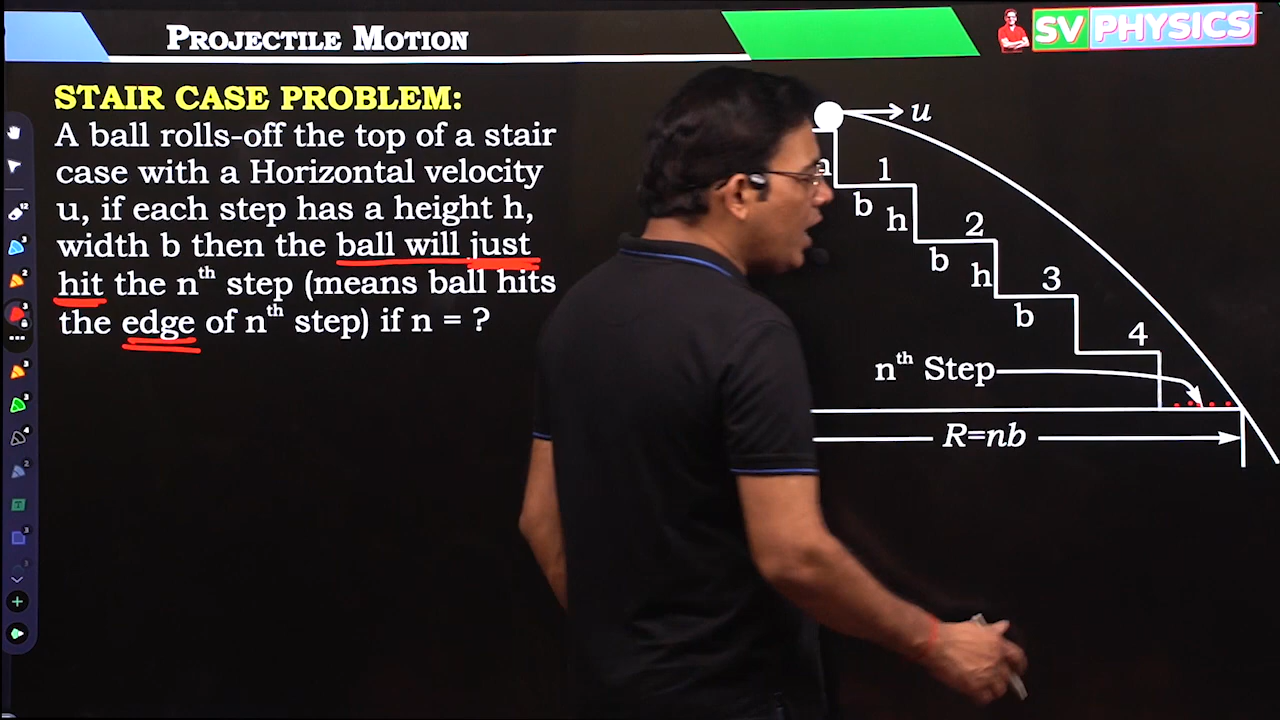 PROJECTILE MOTION
SV PHYSICS
STAIR CASE PROBLEM:
A ball rolls-off the top of a stair
case with a Horizontal velocity
u, if each step has a height h,
width b then the ball will just
hit the nth step (means ball hits
the edge of nth step) if n = ?
u
h 1
b h 2
b h 3
b 4
nth Step
R=nb